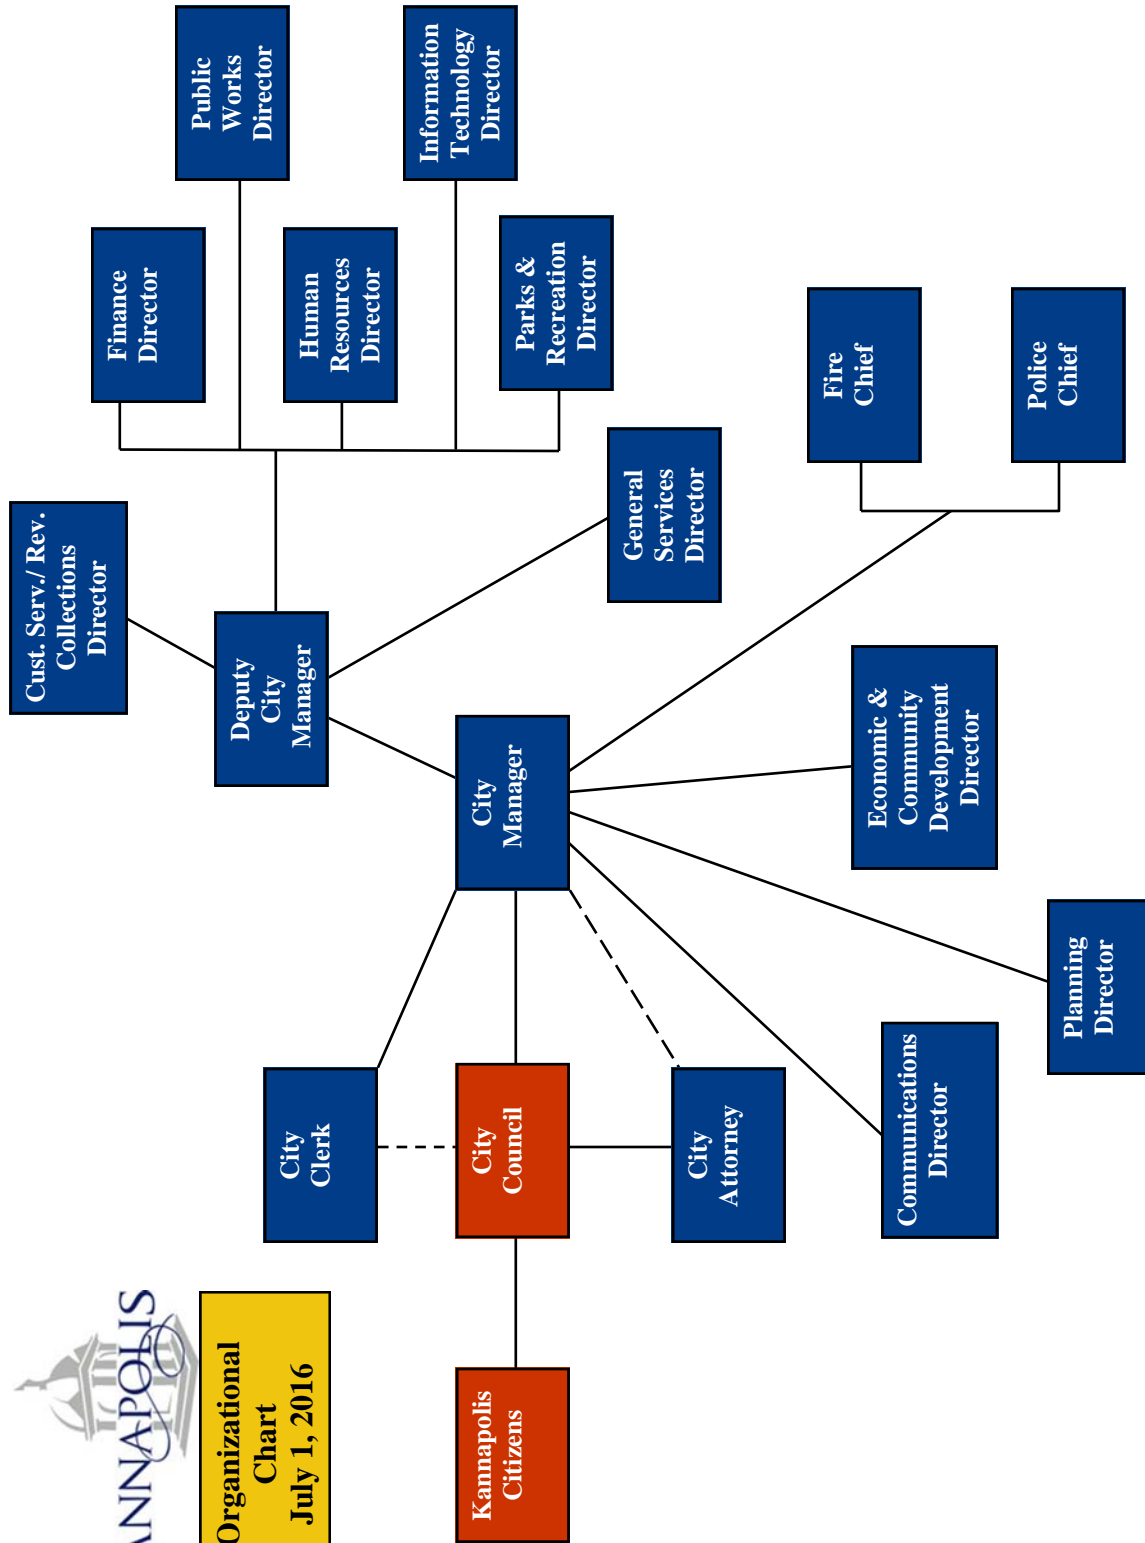 ANNAPOLIS
Organizational
Chart
July 1, 2016
Kannapolis
Citizens
City
Council
City
Clerk
City
Attorney
City
Manager
Deputy
City
Manager
Cust. Serv./ Rev.
Collections
Director
Finance
Director
Public
Works
Director
Human
Resources
Director
Information
Technology
Director
Parks &
Recreation
Director
General
Services
Director
Fire
Chief
Police
Chief
Economic &
Community
Development
Director
Planning
Director
Communications
Director